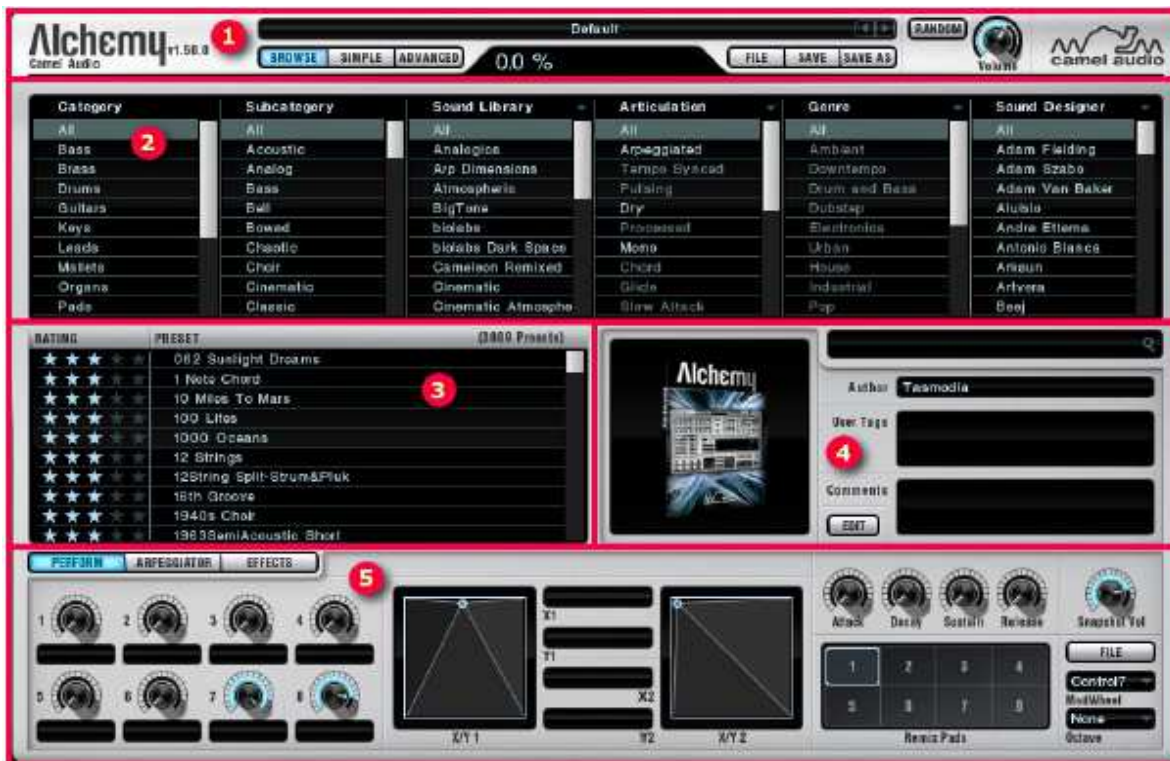 Alchemy v1.50.0
Camel Audio
1
Default
RANDOM
BROWSE SIMPLE ADVANCED
0.0 %
FILE SAVE SAVE AS
Volume
camel audio
Category Subcategory Sound Library Articulation Genre Sound Designer
All All All All All All
2
Bass Acoustic Analogica Arpeggiated Ambient Adam Fielding
Brass Analog Arp Dimensions Tempo Synced Downtempo Adam Szabo
Drums Bass Atmospheric Pulsing Drum and Bass Adam Van Baker
Guitars Bell BigTone Dry Dubstep Aluisio
Keys Bowed biolabs Processed Electronica Andre Ettema
Leads Chaotic biolabs Dark Space Mono Urban Antonio Blanca
Mallets Choir Cameleon Remixed Chord House Arksun
Organs Cinematic Cinematic Glide Industrial Artvera
Pads Classic Cinematic Atmosphe Slow Attack Pop Beej
RATING PRESET (3009 Presets)
062 Sunlight Dreams
1 Note Chord
10 Miles To Mars
100 Lifes
1000 Oceans
12 Strings
12String Split-Strum&Pluk
16th Groove
1940s Choir
1963SemiAcoustic Short
3
Alchemy
Author Tasmodia
User Tags
4
Comments
EDIT
PERFORM ARPEGGIATOR EFFECTS
5
1 2 3 4
5 6 7 8
X1
Y1
X2
Y2
X/Y 1
X/Y 2
Attack Decay Sustain Release Snapshot Vol
1 2 3 4
5 6 7 8
Remix Pads
FILE
Control7
ModWheel
None
Octave